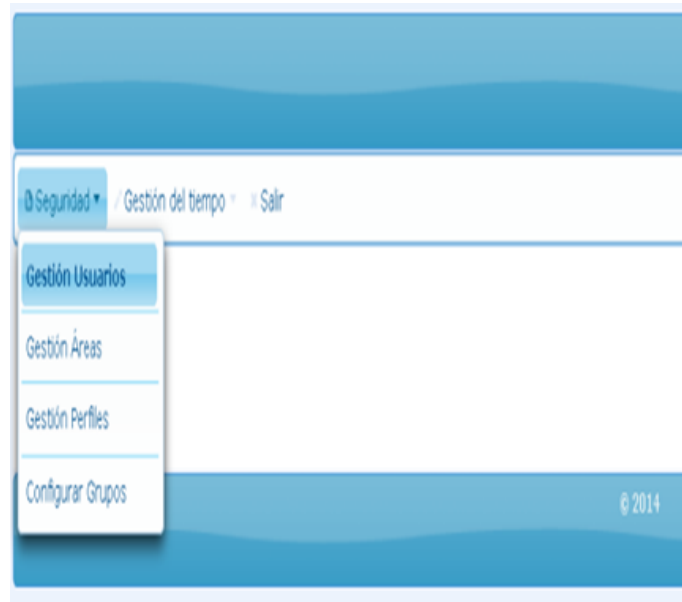 Seguridad Gestión del tiempo Salir
Gestión Usuarios
Gestión Áreas
Gestión Perfiles
Configurar Grupos
© 2014